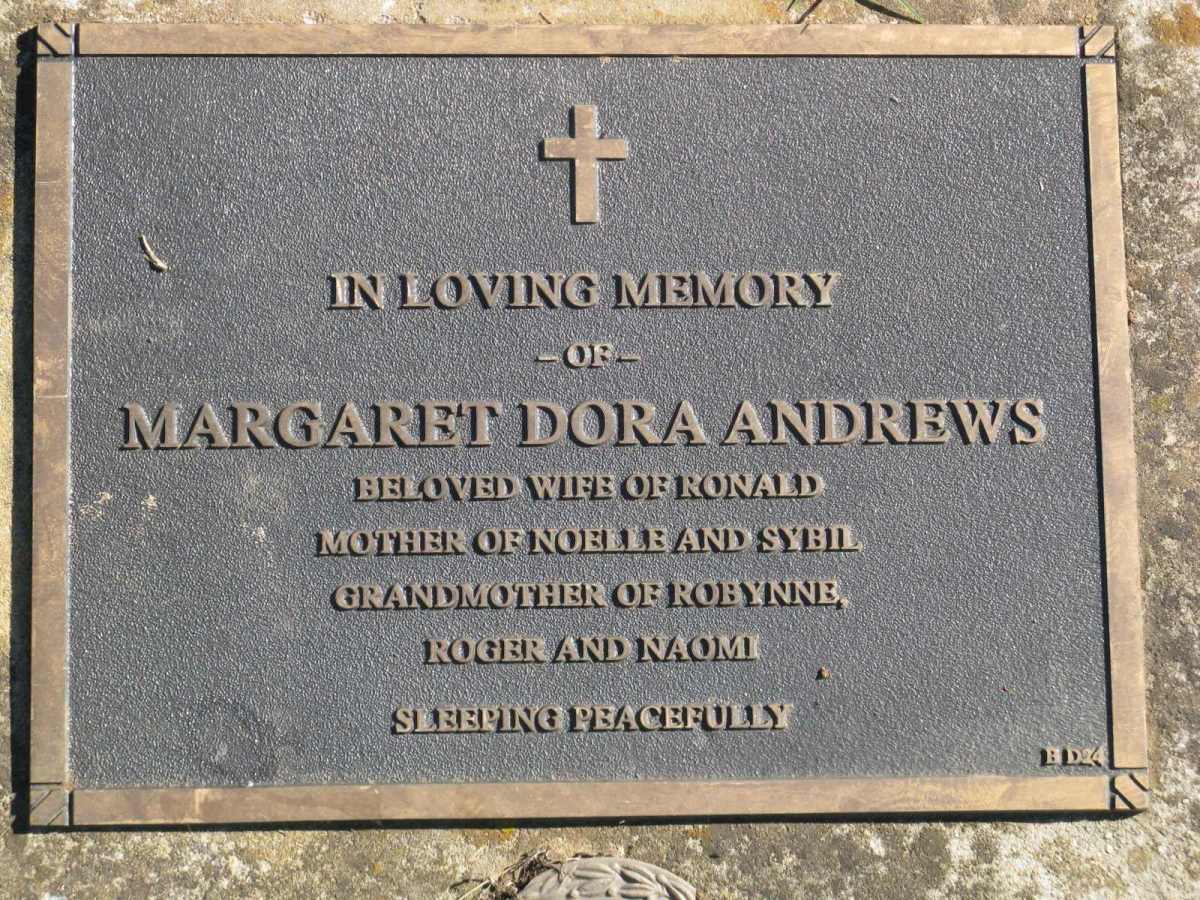 IN LOVING MEMORY
– OF –
MARGARET DORA ANDREWS
BELOVED WIFE OF RONALD
MOTHER OF NOELLE AND SYBIL
GRANDMOTHER OF ROBYNNE,
ROGER AND NAOMI
SLEEPING PEACEFULLY
B D24